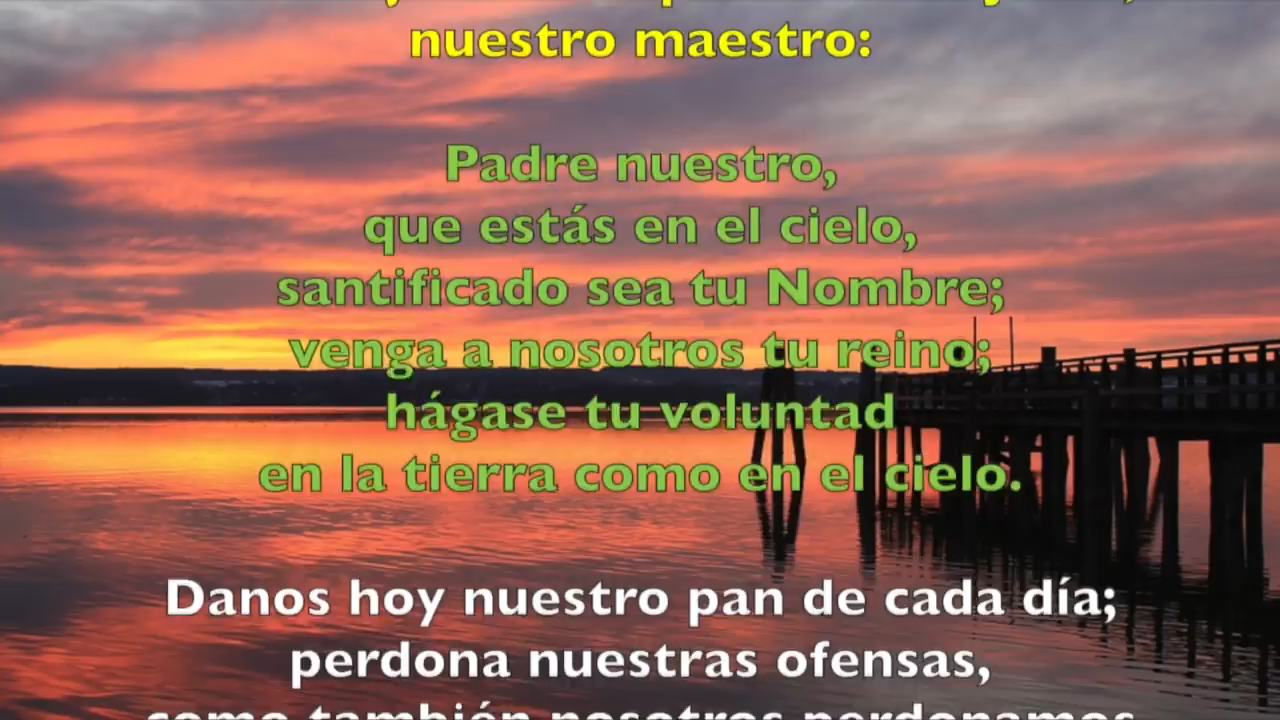 nuestro maestro:
Padre nuestro,
que estás en el cielo,
santificado sea tu Nombre;
venga a nosotros tu reino;
hágase tu voluntad
en la tierra como en el cielo.
Danos hoy nuestro pan de cada día;
perdona nuestras ofensas,
como también nosotros perdonamos